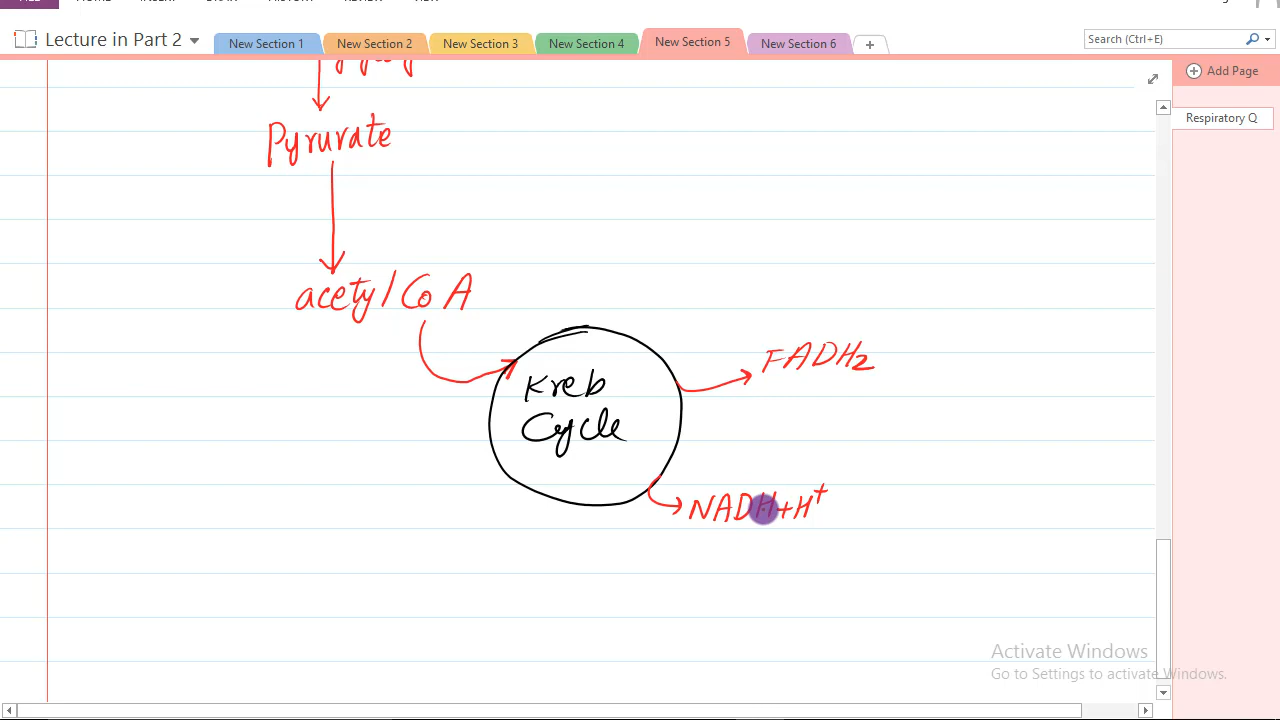 Lecture in Part 2
New Section 1
New Section 2
New Section 3
New Section 4
New Section 5
New Section 6
Search (Ctrl+E)
Add Page
Respiratory Q
Pyruvate
acetyl CoA
Kreb
Cycle
FADH2
NADH+H+
Activate Windows
Go to Settings to activate Windows.